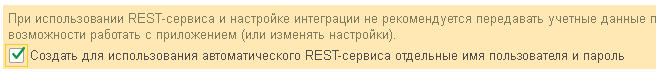 При использовании REST-сервиса и настройке интеграции не рекомендуется передавать учетные данные
возможности работать с приложением (или изменять настройки).
Создать для использования автоматического REST-сервиса отдельные имя пользователя и пароль